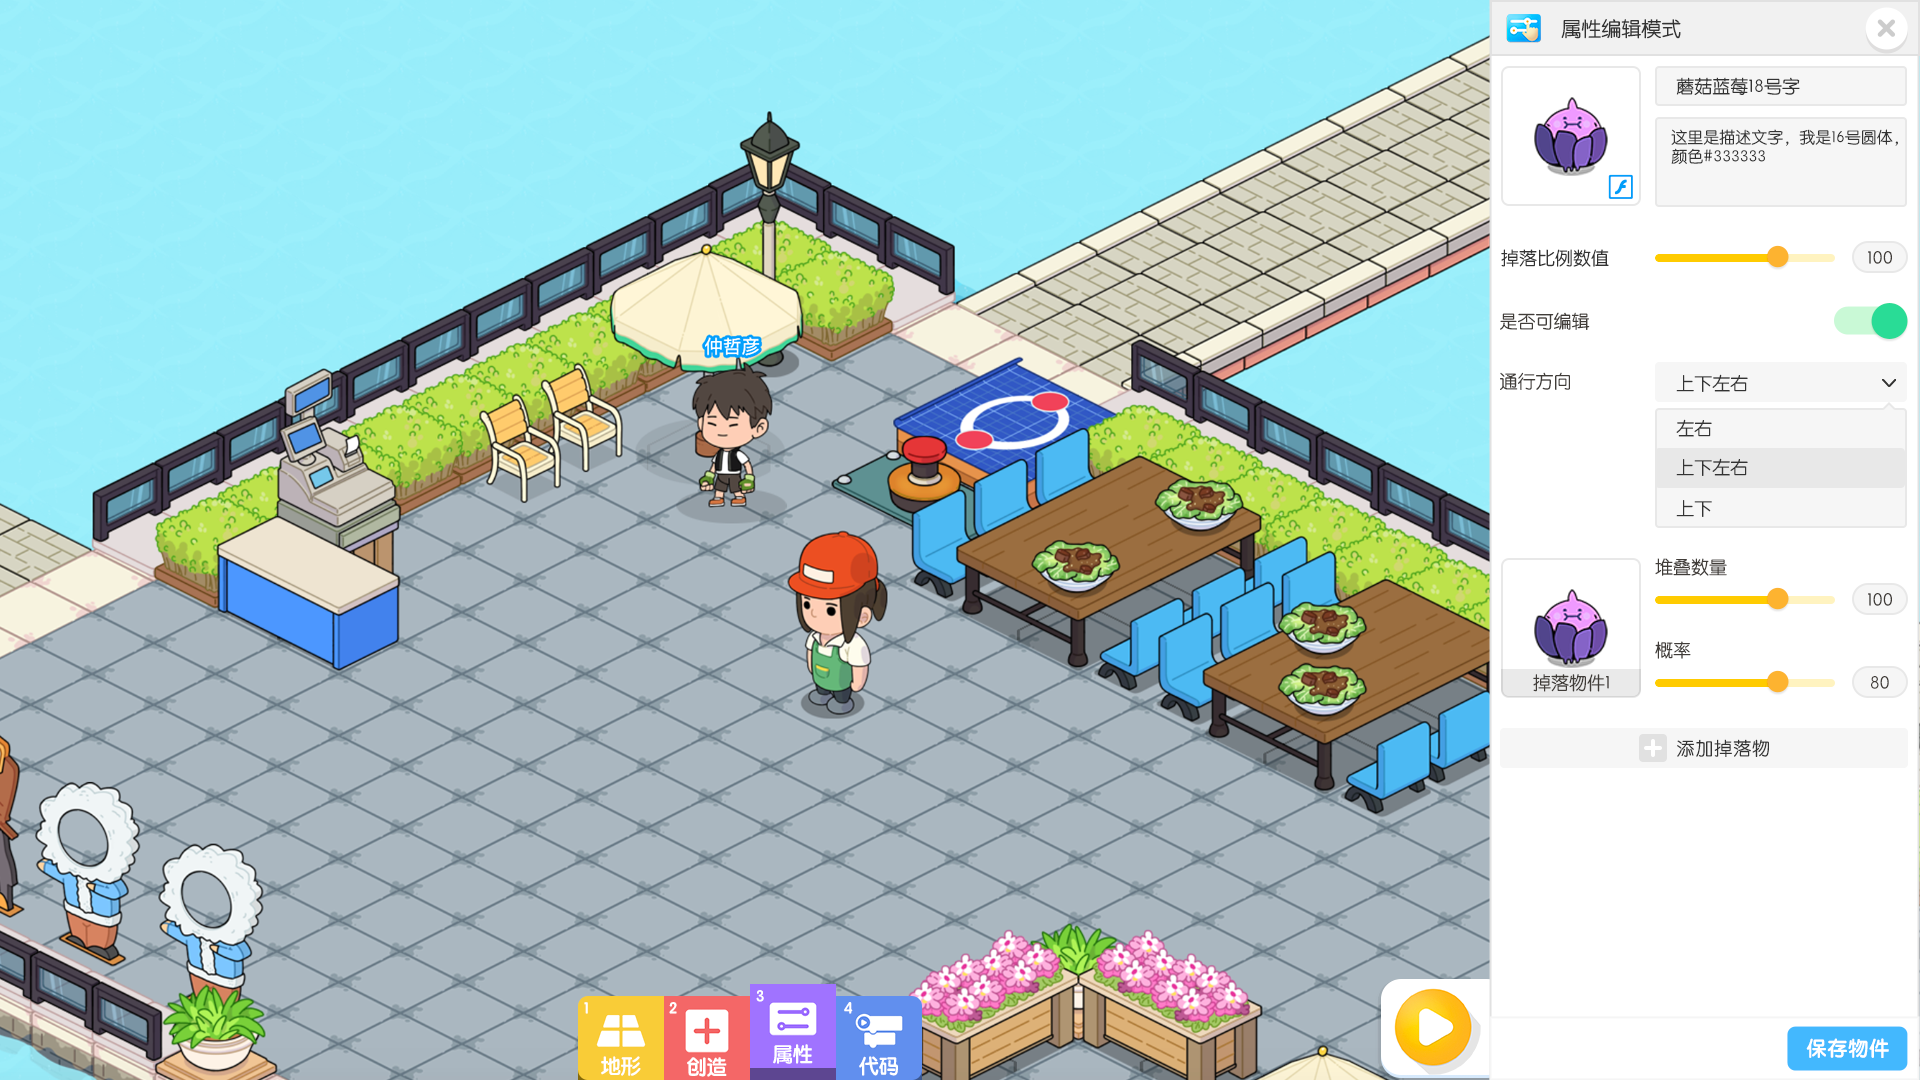 属性编辑模式
蘑菇蓝莓18号字
这里是描述文字，我是16号圆体，
颜色#333333
掉落比例数值
100
是否可编辑
通行方向
上下左右
左右
上下左右
上下
堆叠数量
100
概率
80
掉落物件1
添加掉落物
保存物件
仲哲彦
1
地形
2
创造
3
属性
4
代码